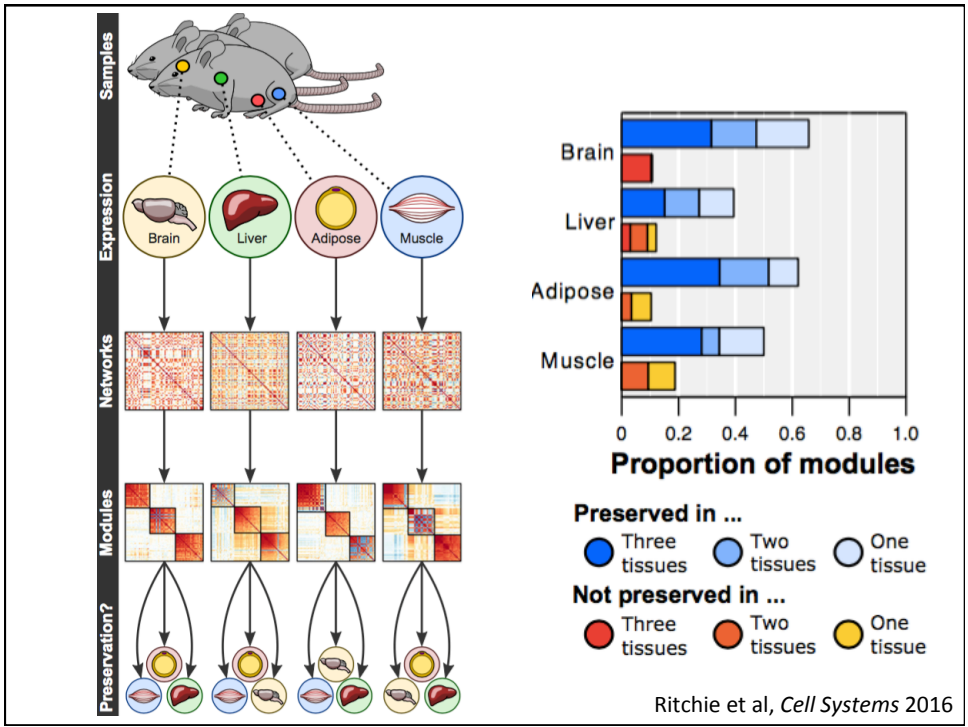 Samples
Expression
Brain
Liver
Adipose
Muscle
Networks
Modules
Preservation?
Brain
Liver
Adipose
Muscle
0 0.2 0.4 0.6 0.8 1.0
Proportion of modules
Preserved in ...
Three tissues
Two tissues
One tissue
Not preserved in ...
Three tissues
Two tissues
One tissue
Ritchie et al, Cell Systems 2016